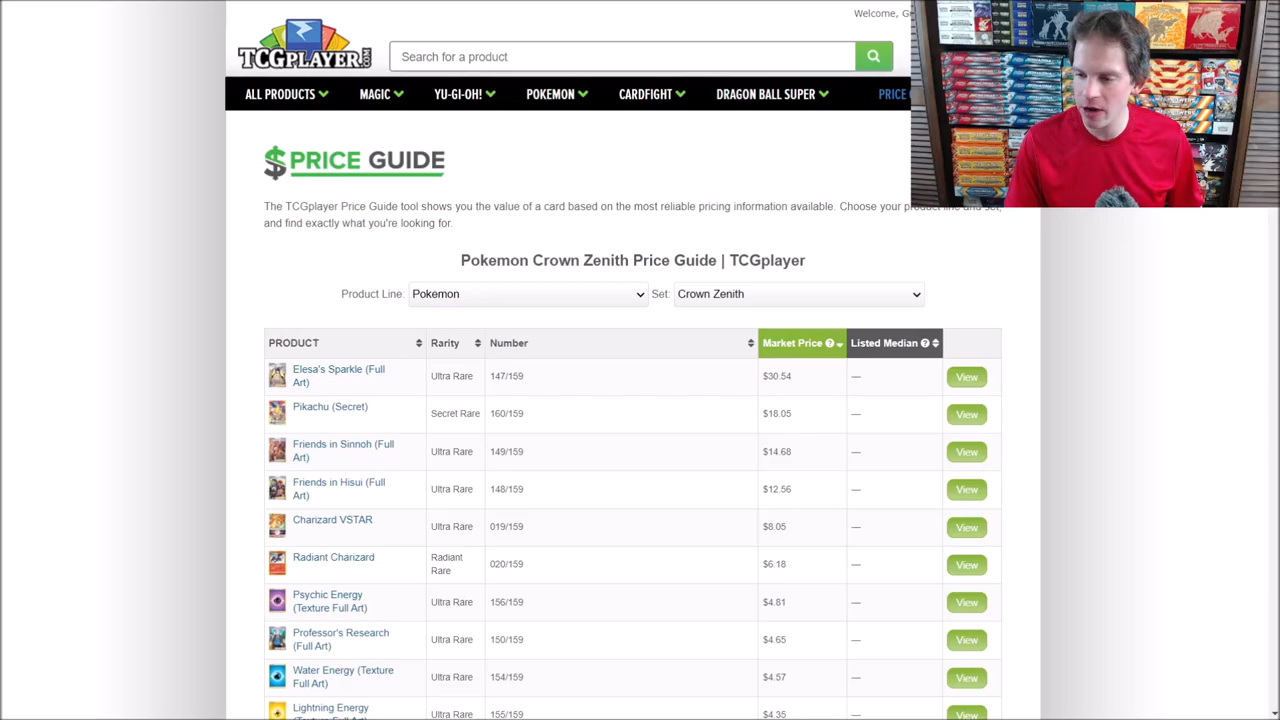 Welcome, G
TCGPLAYER.COM
Search for a product
MAGIC
YU-GI-OH!
POKEMON
CARDFIGHT
DRAGON BALL SUPER
PRICE
PRODUCTS
$PRICE GUIDE
TCGplayer Price Guide tool shows you the value of a card based on the most reliable pricing information available. Choose your product line and set,
and find exactly what you're looking for.
Pokemon Crown Zenith Price Guide | TCGplayer
Product Line: Pokemon Set: Crown Zenith
PRODUCT Rarity Number Market Price Listed Median
Elesa's Sparkle (Full
Art)
Ultra Rare 147/159 $30.54 — View
Pikachu (Secret)
Secret Rare 160/159 $18.05 — View
Friends in Sinnoh (Full
Art)
Ultra Rare 149/159 $14.68 — View
Friends in Hisui (Full
Art)
Ultra Rare 148/159 $12.56 — View
Charizard VSTAR
Ultra Rare 019/159 $8.05 — View
Radiant Charizard
Radiant
Rare
020/159 $6.18 — View
Psychic Energy
(Texture Full Art)
Ultra Rare 156/159 $4.81 — View
Professor's Research
(Full Art)
Ultra Rare 150/159 $4.65 — View
Water Energy (Texture
Full Art)
Ultra Rare 154/159 $4.57 — View
Lightning Energy
(Texture Full Art)
Ultra Rare 155/159 $4.35 — View